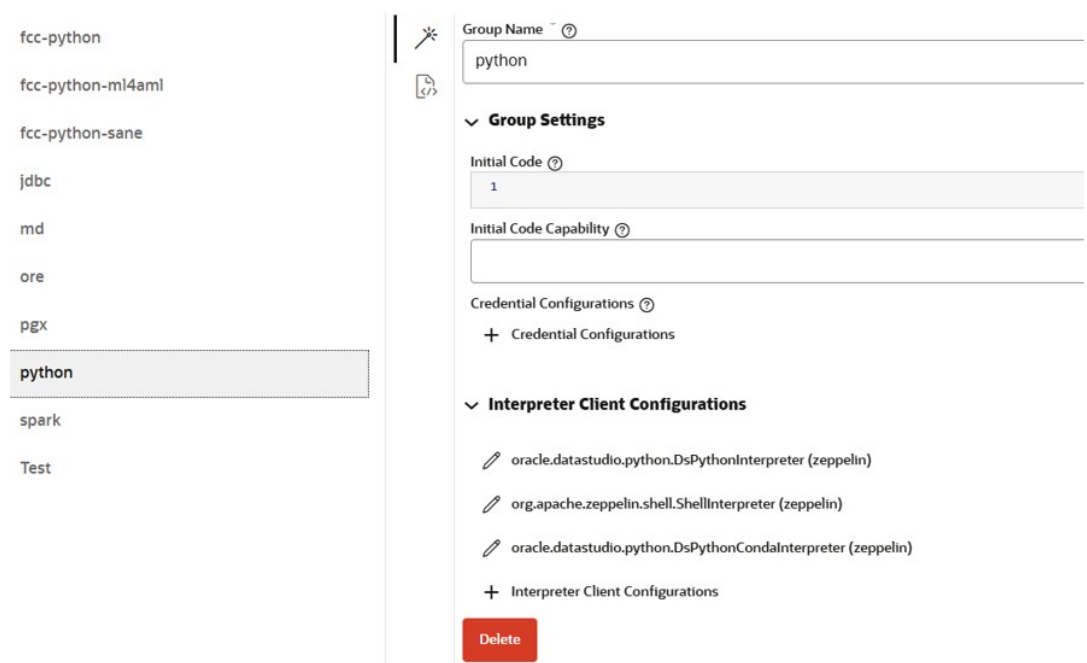 fcc-python
fcc-python-ml4aml
fcc-python-sane
jdbc
md
ore
pgx
python
spark
Test
Group Name
python
Group Settings
Initial Code
1
Initial Code Capability
Credential Configurations
+ Credential Configurations
Interpreter Client Configurations
oracle.datastudio.python.DsPythonInterpreter (zeppelin)
org.apache.zeppelin.shell.ShellInterpreter (zeppelin)
oracle.datastudio.python.DsPythonCondaInterpreter (zeppelin)
+ Interpreter Client Configurations
Delete